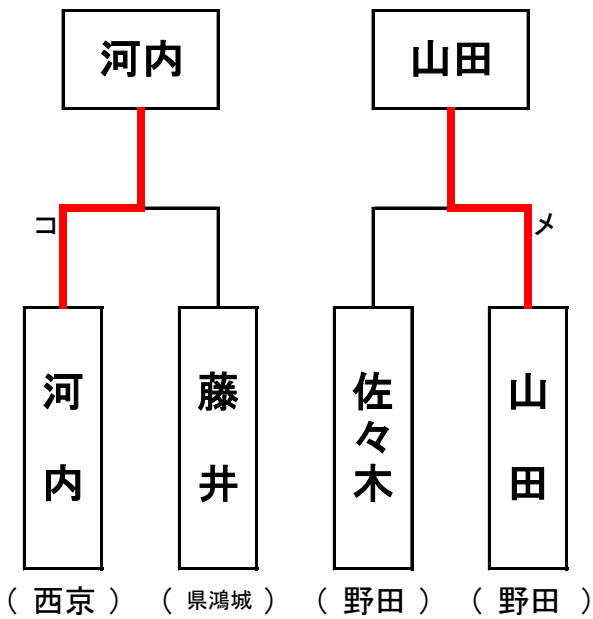 河内
山田
コ
メ
河内
藤井
佐々木
山田
（ 西京 ）
（ 県鴻城 ）
（ 野田 ）
（ 野田 ）